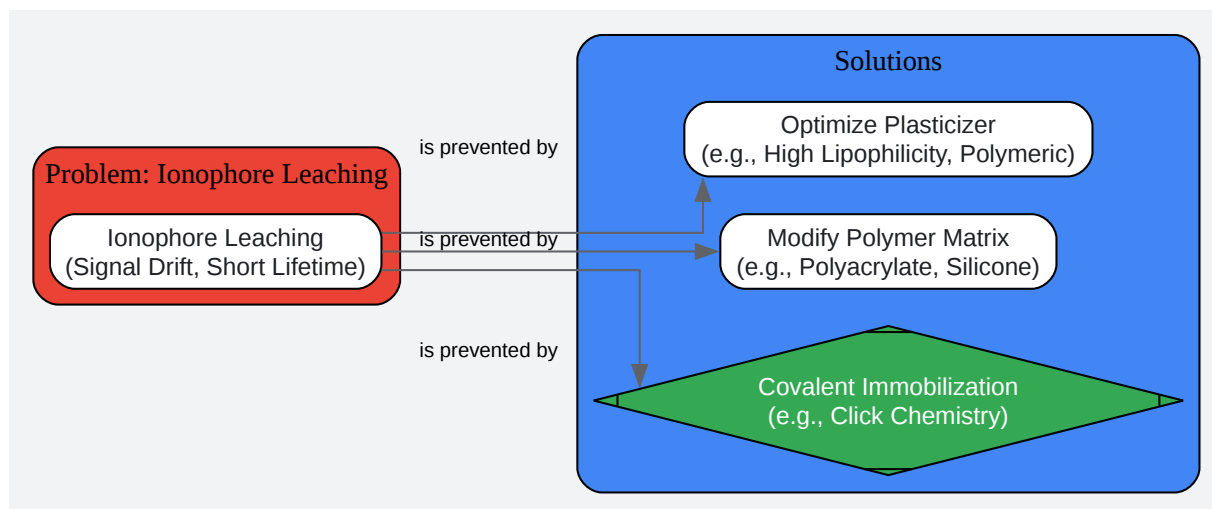 Problem: Ionophore Leaching
Ionophore Leaching
(Signal Drift, Short Lifetime)
is prevented by
is prevented by
is prevented by
Solutions
Optimize Plasticizer
(e.g., High Lipophilicity, Polymeric)
Modify Polymer Matrix
(e.g., Polyacrylate, Silicone)
Covalent Immobilization
(e.g., Click Chemistry)